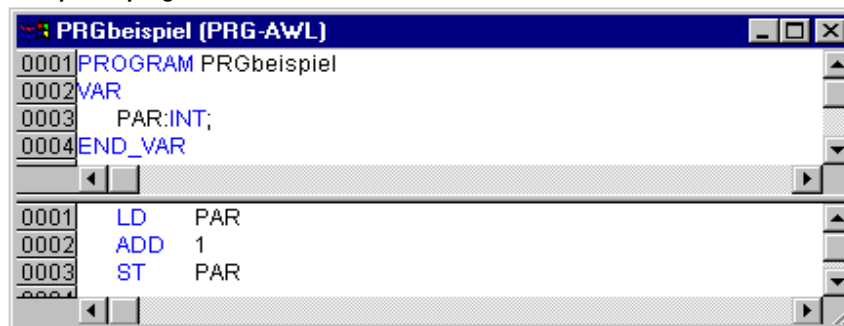 PRGbeispiel (PRG-AWL)
0001 PROGRAM PRGbeispiel
0002 VAR
0003 PAR:INT;
0004 END_VAR
0001 LD PAR
0002 ADD 1
0003 ST PAR